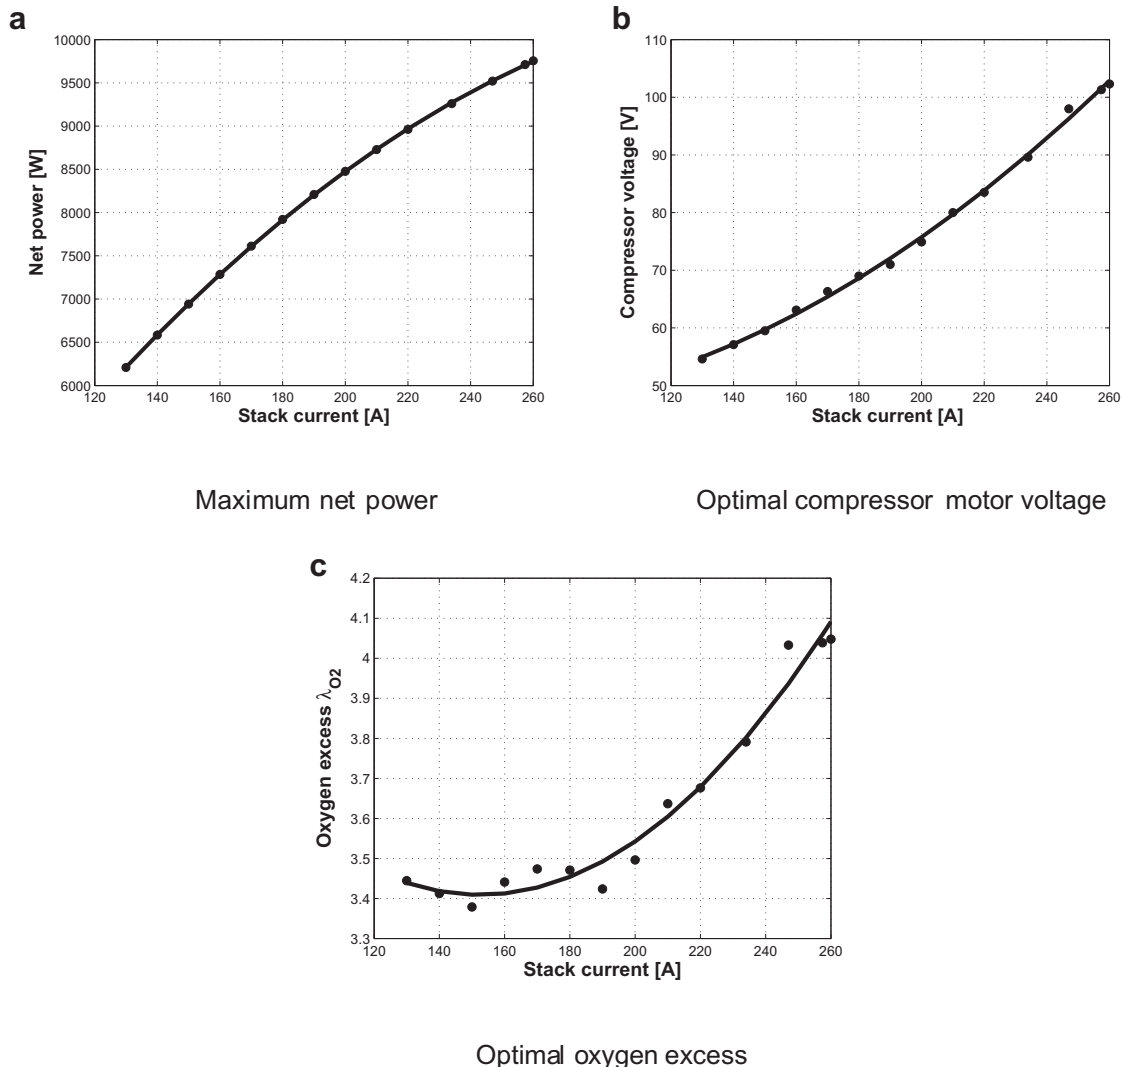 a
10000
9500
9000
8500
8000
7500
7000
6500
6000
Net power [W]
120 140 160 180 200 220 240 260
Stack current [A]
Maximum net power
b
110
100
90
80
70
60
50
Compressor voltage [V]
120 140 160 180 200 220 240 260
Stack current [A]
Optimal compressor motor voltage
c
4.2
4.1
4
3.9
3.8
3.7
3.6
3.5
3.4
3.3
Oxygen excess λO2
120 140 160 180 200 220 240 260
Stack current [A]
Optimal oxygen excess